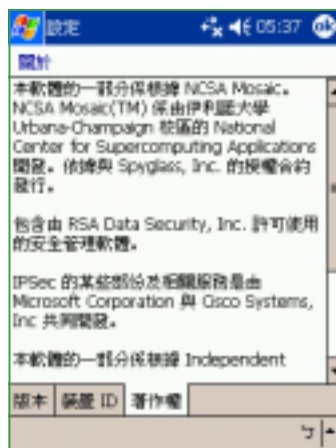 設定
05:37
ok
關於
本軟體的一部分係根據 NCSA Mosaic。
NCSA Mosaic(TM) 係由伊利諾大學
Urbana-Champaign 校區的 National
Center for Supercomputing Applications
開發。依據與 Spyglass, Inc. 的授權合約
發行。
包含由 RSA Data Security, Inc. 許可使用
的安全管理軟體。
IPSec 的某些部份及相關服務是由
Microsoft Corporation 與 Cisco Systems,
Inc 共同開發。
本軟體的一部分係根據 Independent
版本 裝置 ID 著作權
ㄅ